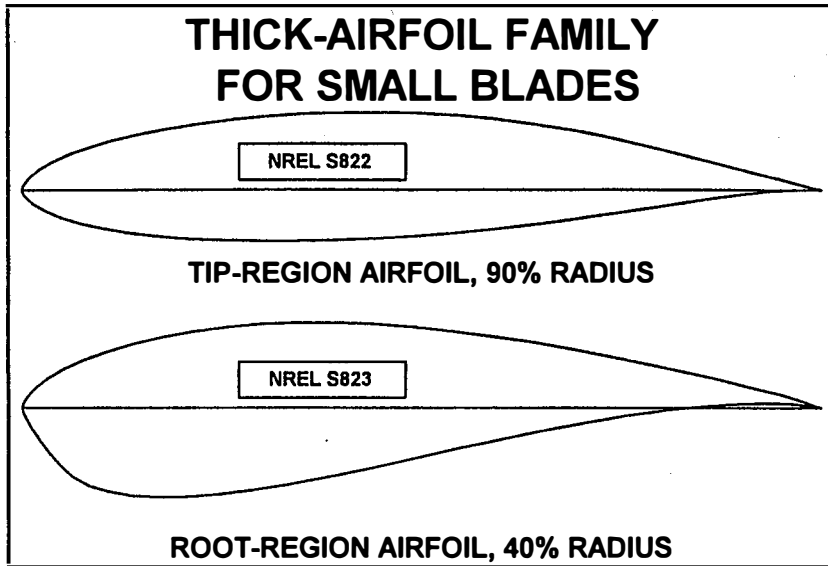 THICK-AIRFOIL FAMILY
FOR SMALL BLADES
NREL S822
TIP-REGION AIRFOIL, 90% RADIUS
NREL S823
ROOT-REGION AIRFOIL, 40% RADIUS